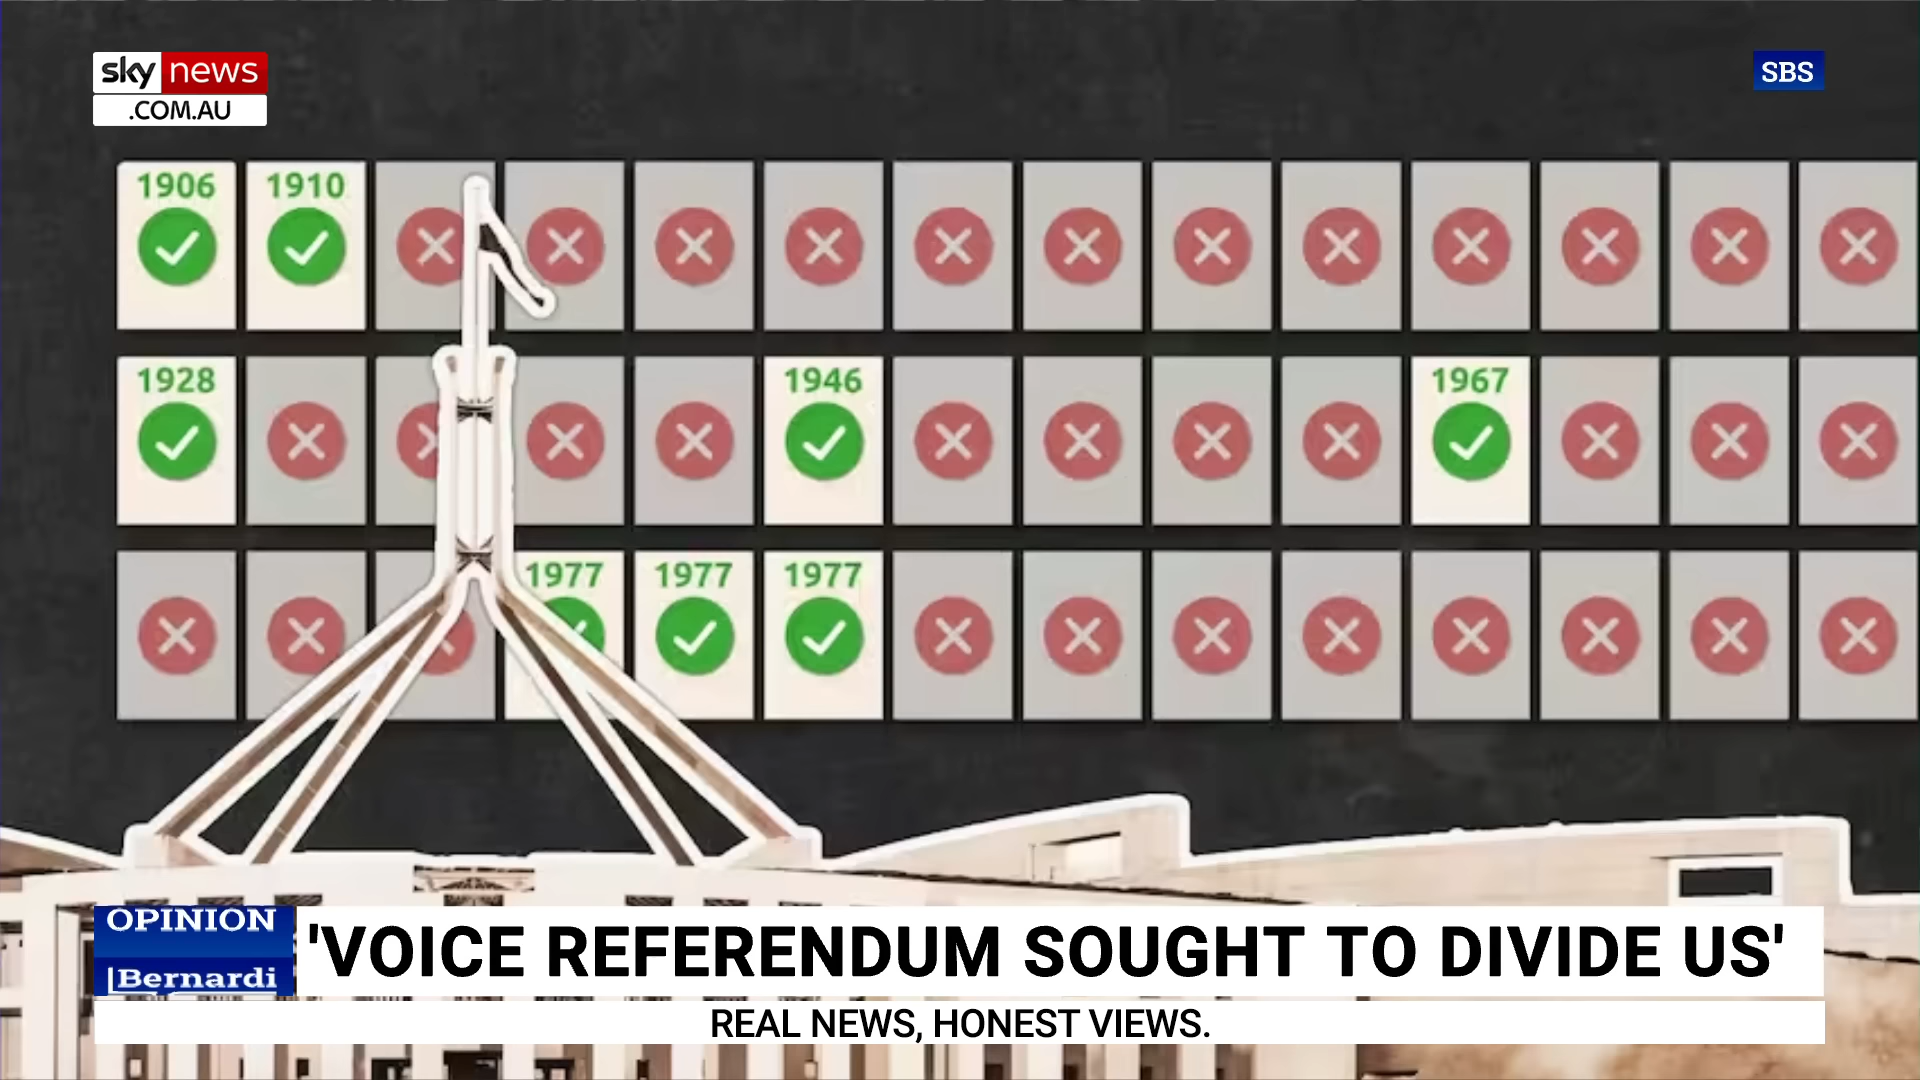 sky news
.COM.AU
SBS
1906
1910
1928
1946
1967
1977
1977
1977
OPINION
Bernardi
'VOICE REFERENDUM SOUGHT TO DIVIDE US'
REAL NEWS, HONEST VIEWS.